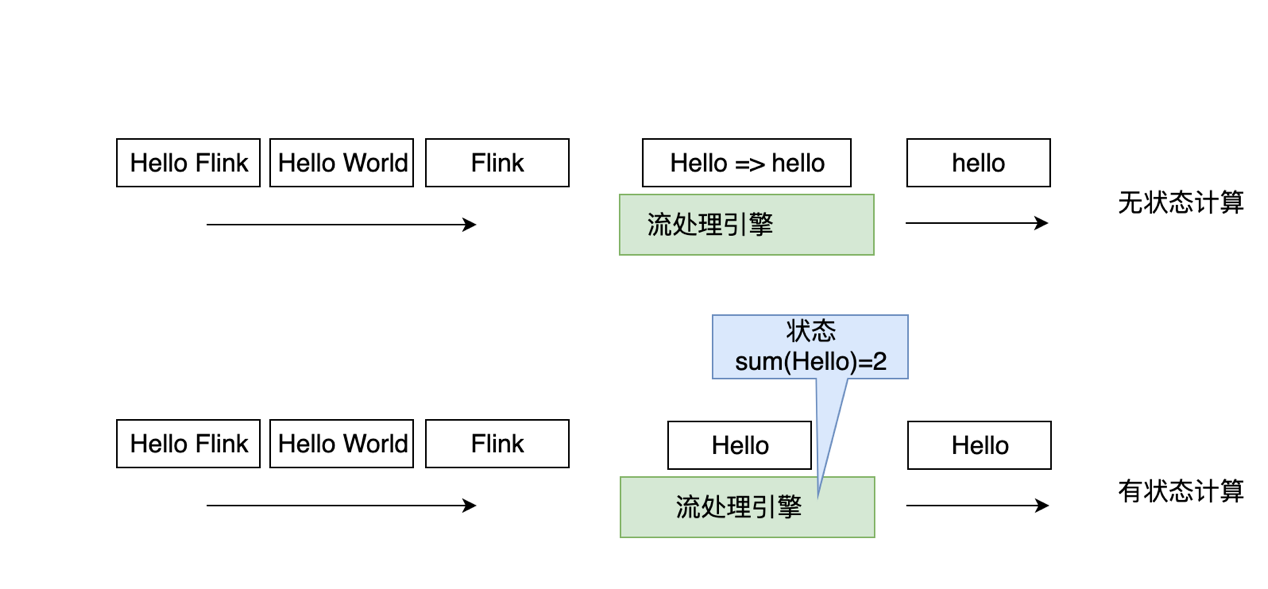 Hello Flink
Hello World
Flink
Hello => hello
hello
流处理引擎
无状态计算
状态
sum(Hello)=2
Hello Flink
Hello World
Flink
Hello
Hello
流处理引擎
有状态计算